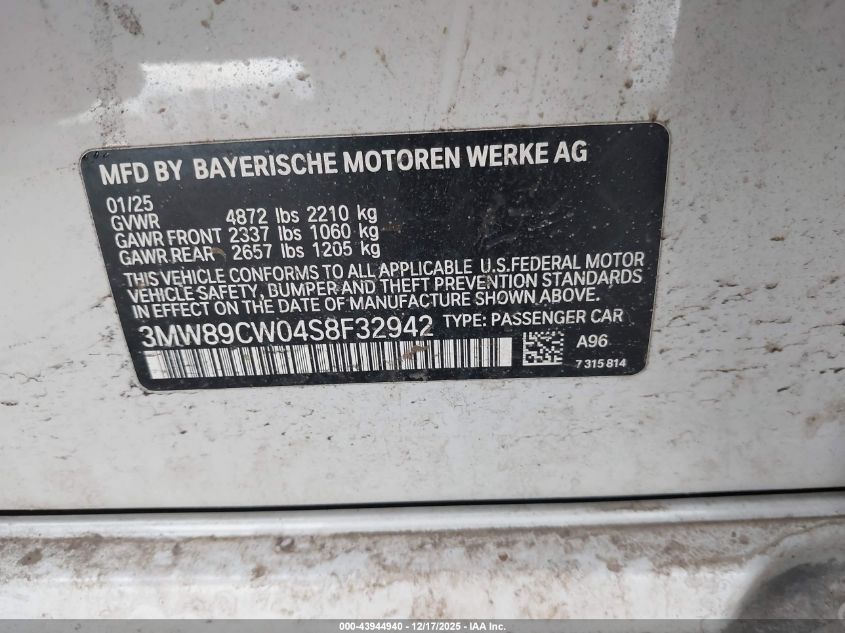 MFD BY BAYERISCHE MOTOREN WERKE AG
01/25
GVWR 4872 lbs 2210 kg
GAWR FRONT 2337 lbs 1060 kg
GAWR REAR 2657 lbs 1205 kg
THIS VEHICLE CONFORMS TO ALL APPLICABLE U.S.FEDERAL MOTOR
VEHICLE SAFETY, BUMPER AND THEFT PREVENTION STANDARDS
IN EFFECT ON THE DATE OF MANUFACTURE SHOWN ABOVE.
3MW89CW04S8F32942 TYPE: PASSENGER CAR
A96
7 315 814
000-43944940 - 12/17/2025 - IAA Inc.